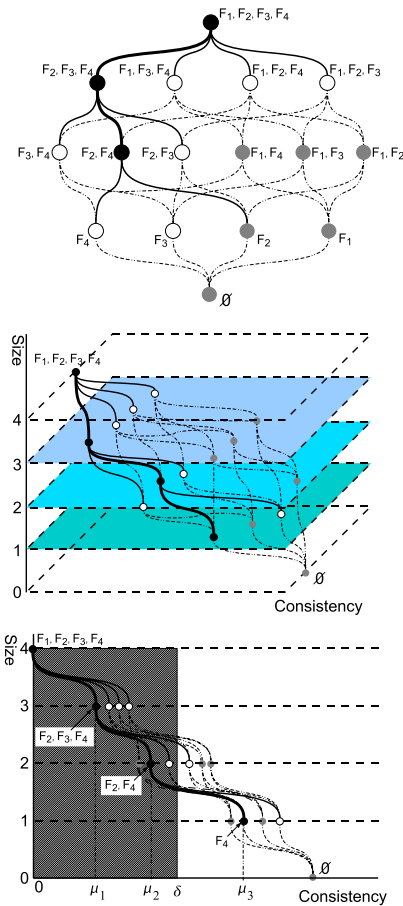 F1, F2, F3, F4
F2, F3, F4
F1, F3, F4
F1, F2, F4
F1, F2, F3
F3, F4
F2, F4
F2, F3
F1, F4
F1, F3
F1, F2
F4
F3
F2
F1
∅
Size
F1, F2, F3, F4
4
3
2
1
0
∅
Consistency
Size
F1, F2, F3, F4
4
3
F2, F3, F4
2
F2, F4
1
F4
∅
0
0 μ1 μ2 δ μ3
Consistency